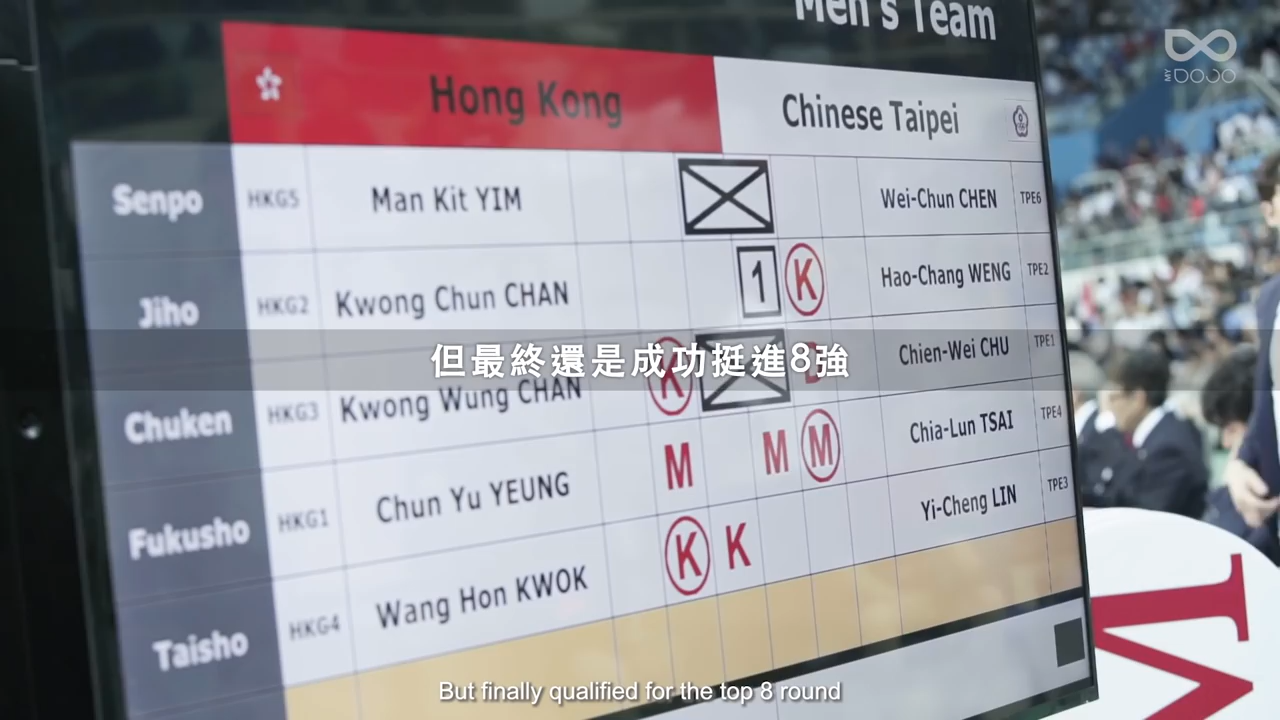 Men's Team
MY DOJO
Hong Kong Chinese Taipei
Senpo HKG5 Man Kit YIM Wei-Chun CHEN TPE6
Jiho HKG2 Kwong Chun CHAN 1 K Hao-Chang WENG TPE2
但最終還是成功挺進8強
Chuken HKG3 Kwong Wung CHAN K Chien-Wei CHU TPE1
Fukusho HKG1 Chun Yu YEUNG M M M Chia-Lun TSAI TPE4
Taisho HKG4 Wang Hon KWOK K K Yi-Cheng LIN TPE3
M
But finally qualified for the top 8 round